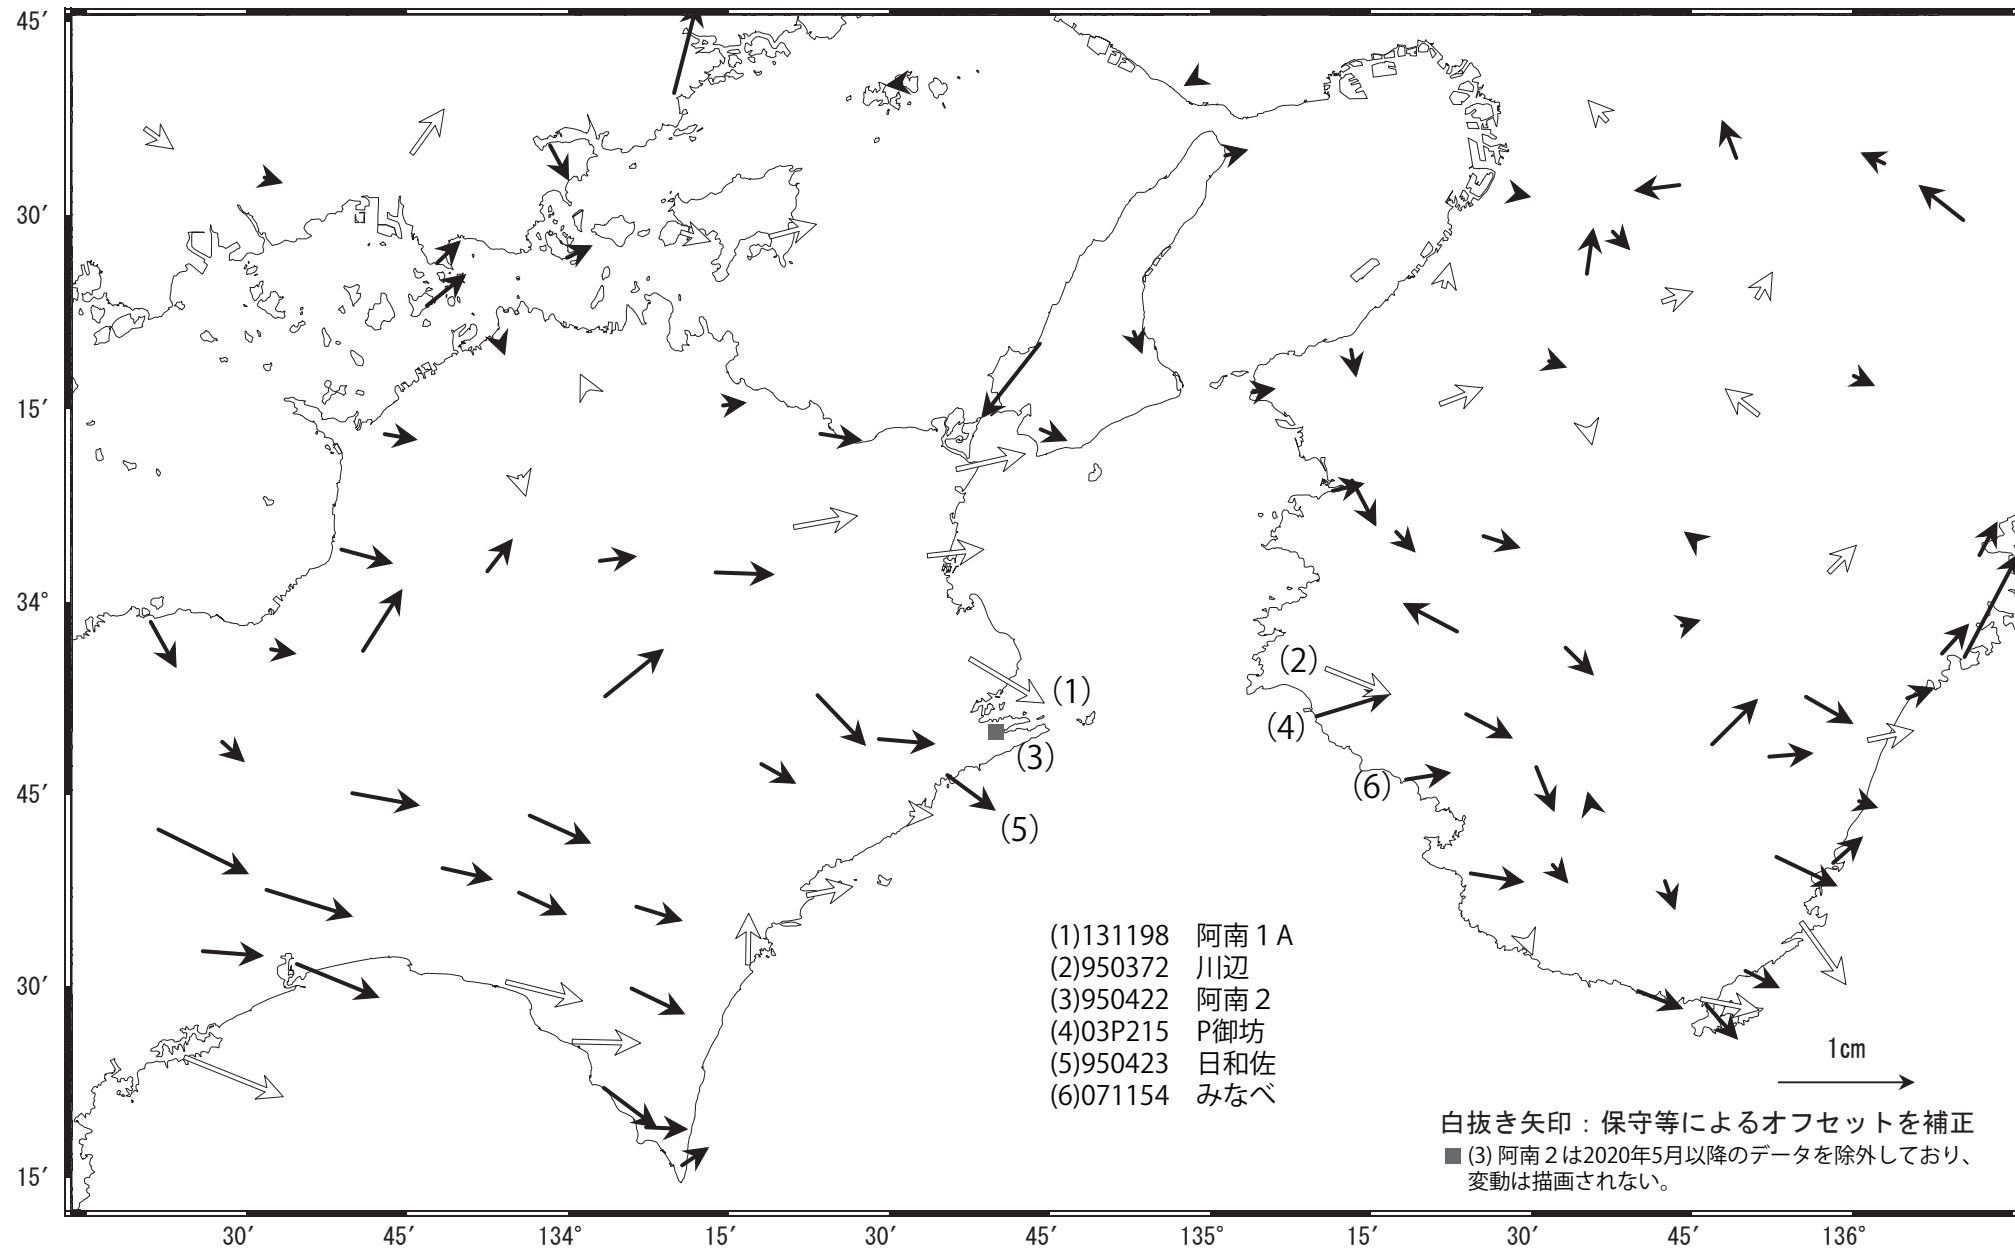 45′
30′
15′
34°
45′
30′
15′
(1)
(2)
(3)
(4)
(5)
(6)
(1)131198 阿南１A
(2)950372 川辺
(3)950422 阿南２
(4)03P215 P御坊
(5)950423 日和佐
(6)071154 みなべ
1cm
白抜き矢印：保守等によるオフセットを補正
(3) 阿南２は2020年5月以降のデータを除外しており、
変動は描画されない。
30′ 45′ 134° 15′ 30′ 45′ 135° 15′ 30′ 45′ 136°